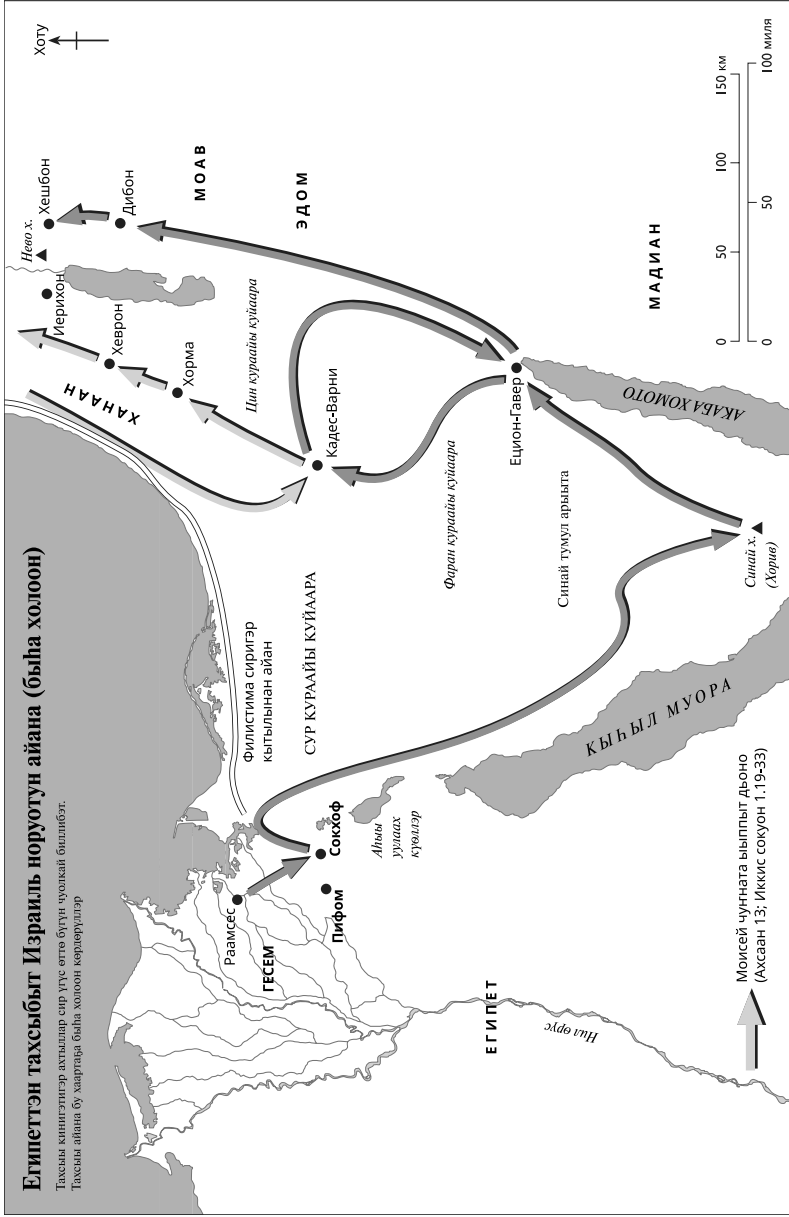 Египеттэн тахсыбыт Израиль норуотун айана (быһа холоон)
Тахсыы кинигэтигэр ахтыллар сир үгүс өттө бүгүн чуолкай биллибэт.
Тахсыы айана бу хаартаҕа быһа холоон көрдөрүллэр
Хоту
Нево х.
Хешбон
Дибон
МОАВ
ЭДОМ
МАДИАН
Иерихон
Хеврон
Хорма
ХАНААН
Цин кураайы куйаара
Кадес-Варни
Ецион-Гавер
АКАБА ХОМОТО
Фаран кураайы куйаара
Синай тумул арыыта
Синай х.
(Хорив)
Филистима сиригэр
кытылынан айан
СУР КУРААЙЫ КУЙААРА
КЫҺЫЛ МУОРА
Аһыы
уулаах
күөллэр
Сокхоф
Пифом
Раамсес
ГЕСЕМ
ЕГИПЕТ
Нил өрүс
0 50 100 150 км
0 50 100 миля
Моисей чуҥната ыыппыт дьоно
(Ахсаан 13; Иккис сокуон 1.19-33)